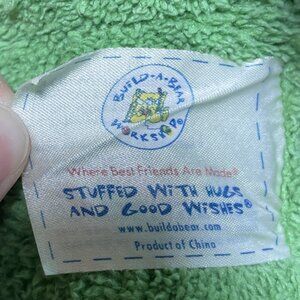 BUILD-A-BEAR
WORKSHOP®
Where Best Friends Are Made®
STUFFED WITH HUGS
AND GOOD WISHES®
www.buildabear.com
Product of China